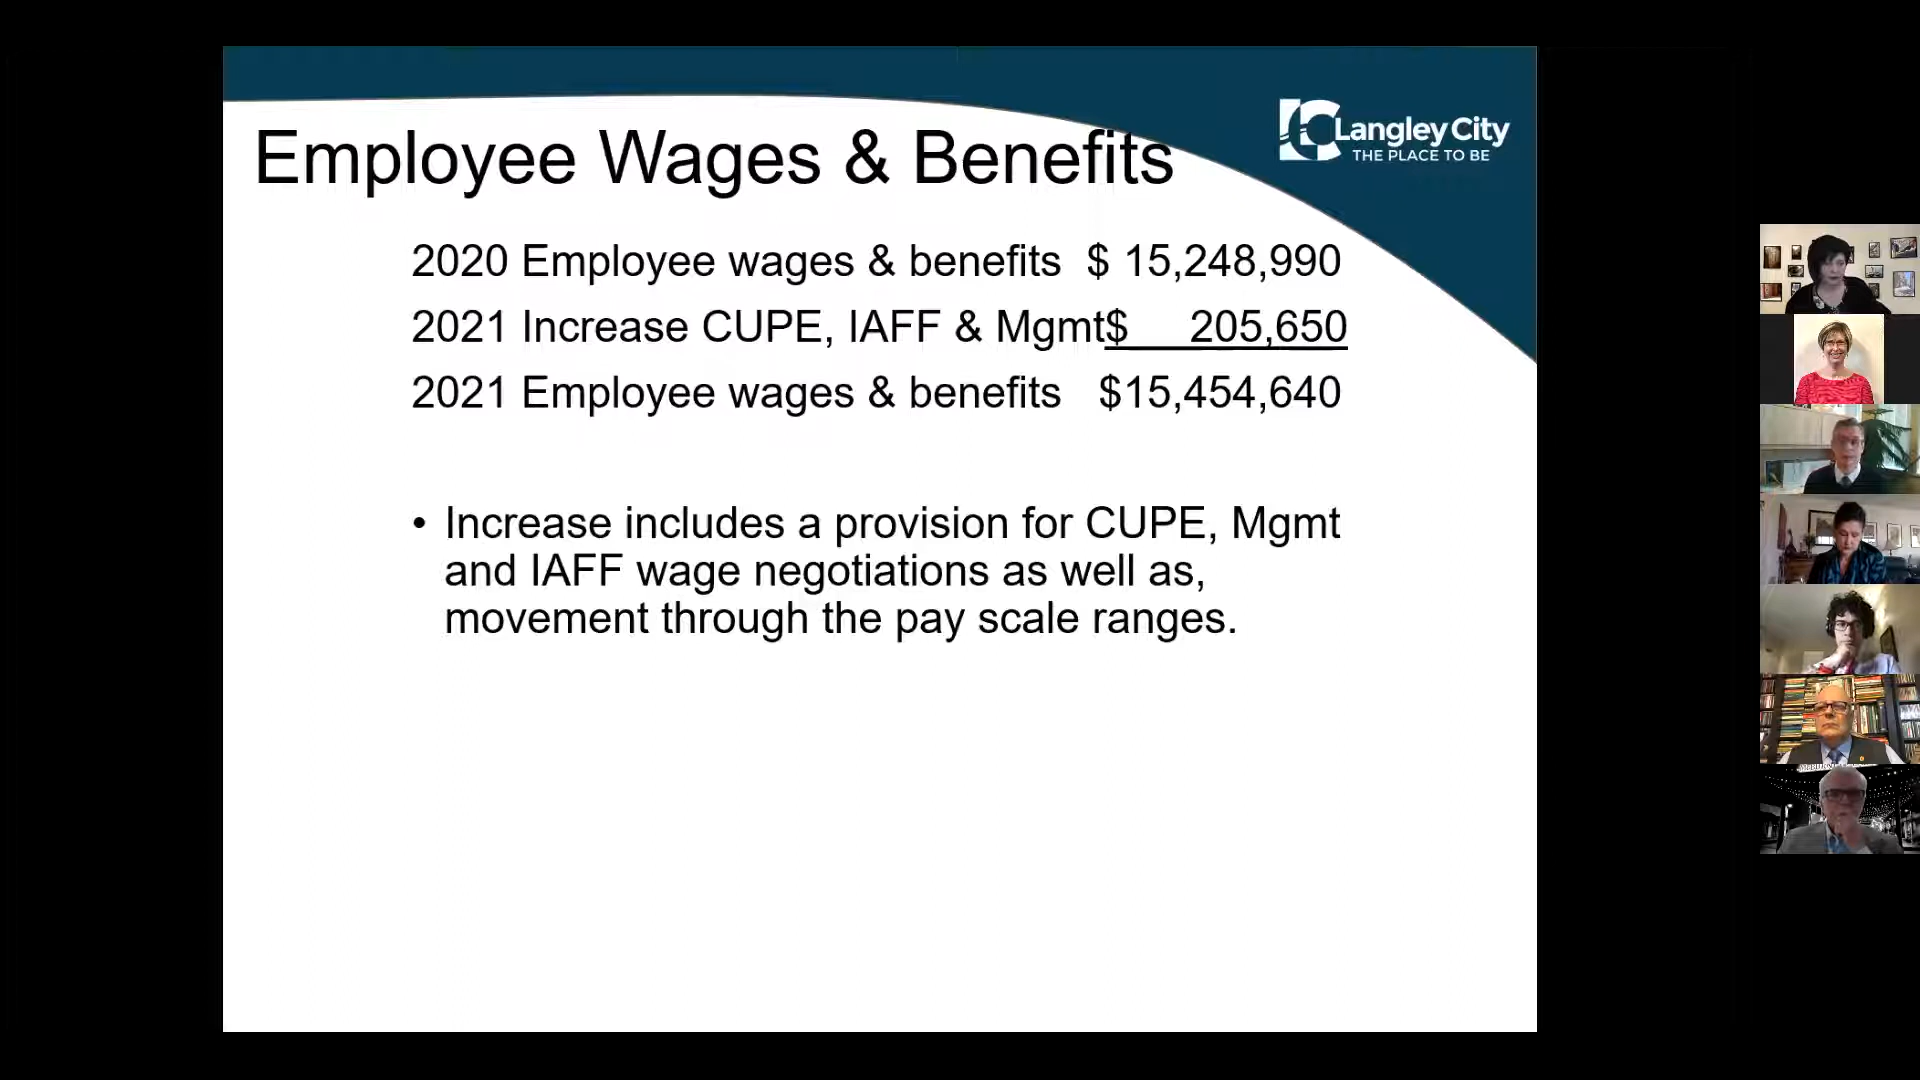 Langley City
THE PLACE TO BE
Employee Wages & Benefits
2020 Employee wages & benefits $ 15,248,990
2021 Increase CUPE, IAFF & Mgmt$ 205,650
2021 Employee wages & benefits $15,454,640
• Increase includes a provision for CUPE, Mgmt
and IAFF wage negotiations as well as,
movement through the pay scale ranges.